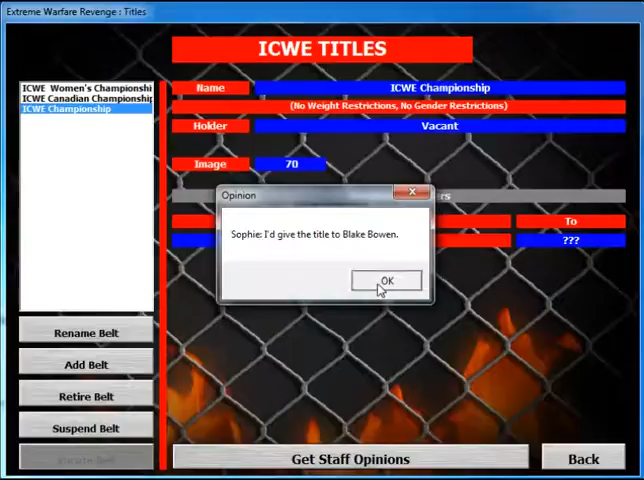 Extreme Warfare Revenge : Titles
ICWE TITLES
ICWE Women's Championshi
ICWE Canadian Championship
ICWE Championship
Name
ICWE Championship
(No Weight Restrictions, No Gender Restrictions)
Holder
Vacant
Image
70
Opinion
rs
To
Sophie: I'd give the title to Blake Bowen.
???
OK
Rename Belt
Add Belt
Retire Belt
Suspend Belt
Get Staff Opinions
Back